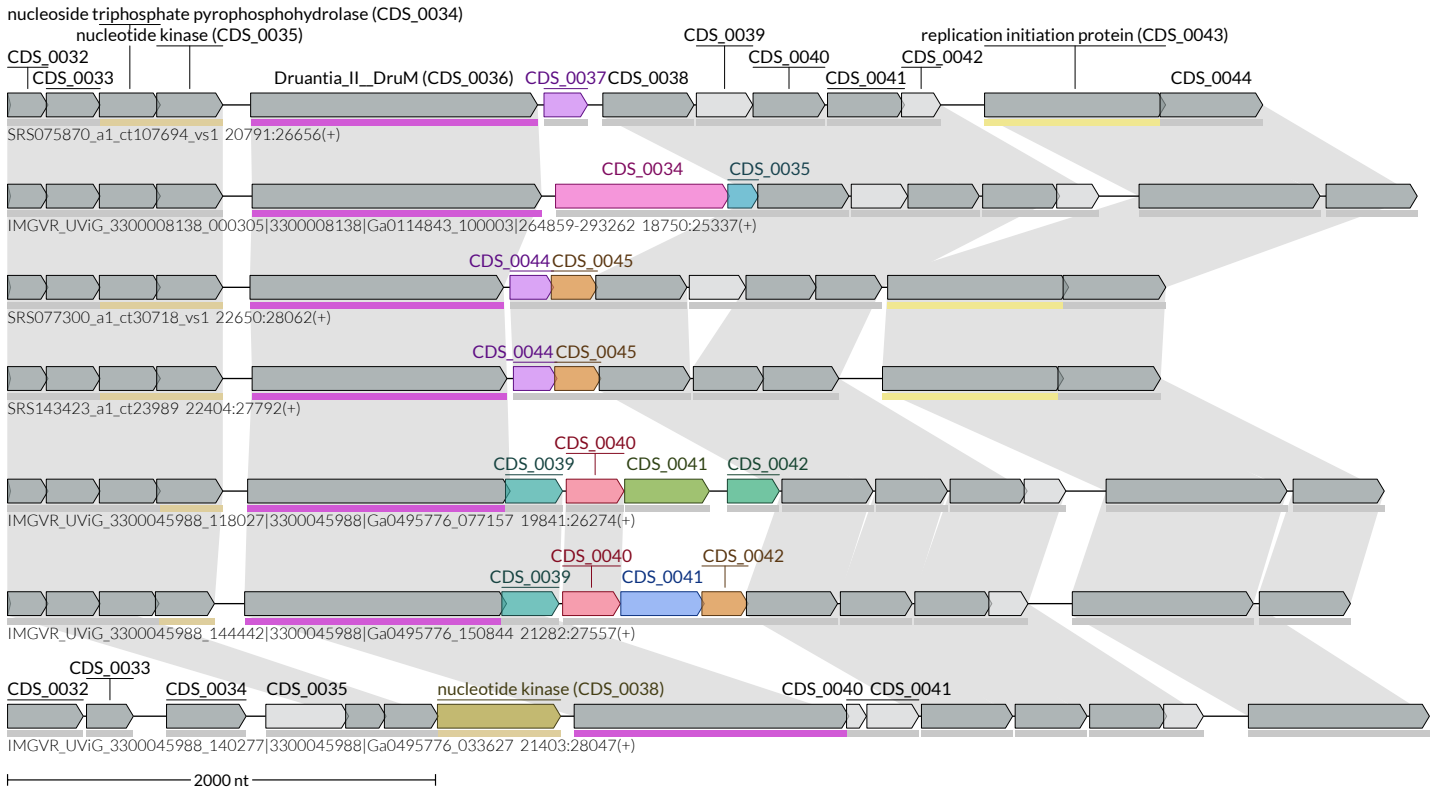 nucleoside triphosphate pyrophosphohydrolase (CDS_0034)
nucleotide kinase (CDS_0035) CDS_0039 replication initiation protein (CDS_0043)
CDS_0032 CDS_0040 CDS_0042
CDS_0033 Druantia_II__DruM (CDS_0036) CDS_0037 CDS_0038 CDS_0041 CDS_0044
SRS075870_a1_ct107694_vs1 20791:26656(+)
CDS_0034 CDS_0035
IMGVR_UViG_3300008138_000305|3300008138|Ga0114843_100003|264859-293262 18750:25337(+)
CDS_0044 CDS_0045
SRS077300_a1_ct30718_vs1 22650:28062(+)
CDS_0044 CDS_0045
SRS143423_a1_ct23989 22404:27792(+)
CDS_0040
CDS_0039 CDS_0041 CDS_0042
IMGVR_UViG_3300045988_118027|3300045988|Ga0495776_077157 19841:26274(+)
CDS_0040 CDS_0042
CDS_0039 CDS_0041
IMGVR_UViG_3300045988_144442|3300045988|Ga0495776_150844 21282:27557(+)
CDS_0033
CDS_0032 CDS_0034 CDS_0035 nucleotide kinase (CDS_0038) CDS_0040 CDS_0041
IMGVR_UViG_3300045988_140277|3300045988|Ga0495776_033627 21403:28047(+)
2000 nt